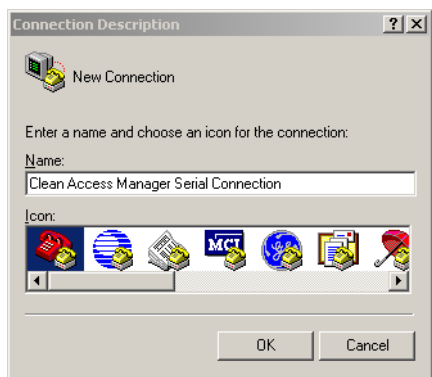 Connection Description
New Connection
Enter a name and choose an icon for the connection:
Name:
Clean Access Manager Serial Connection
Icon:
MCI
OK
Cancel